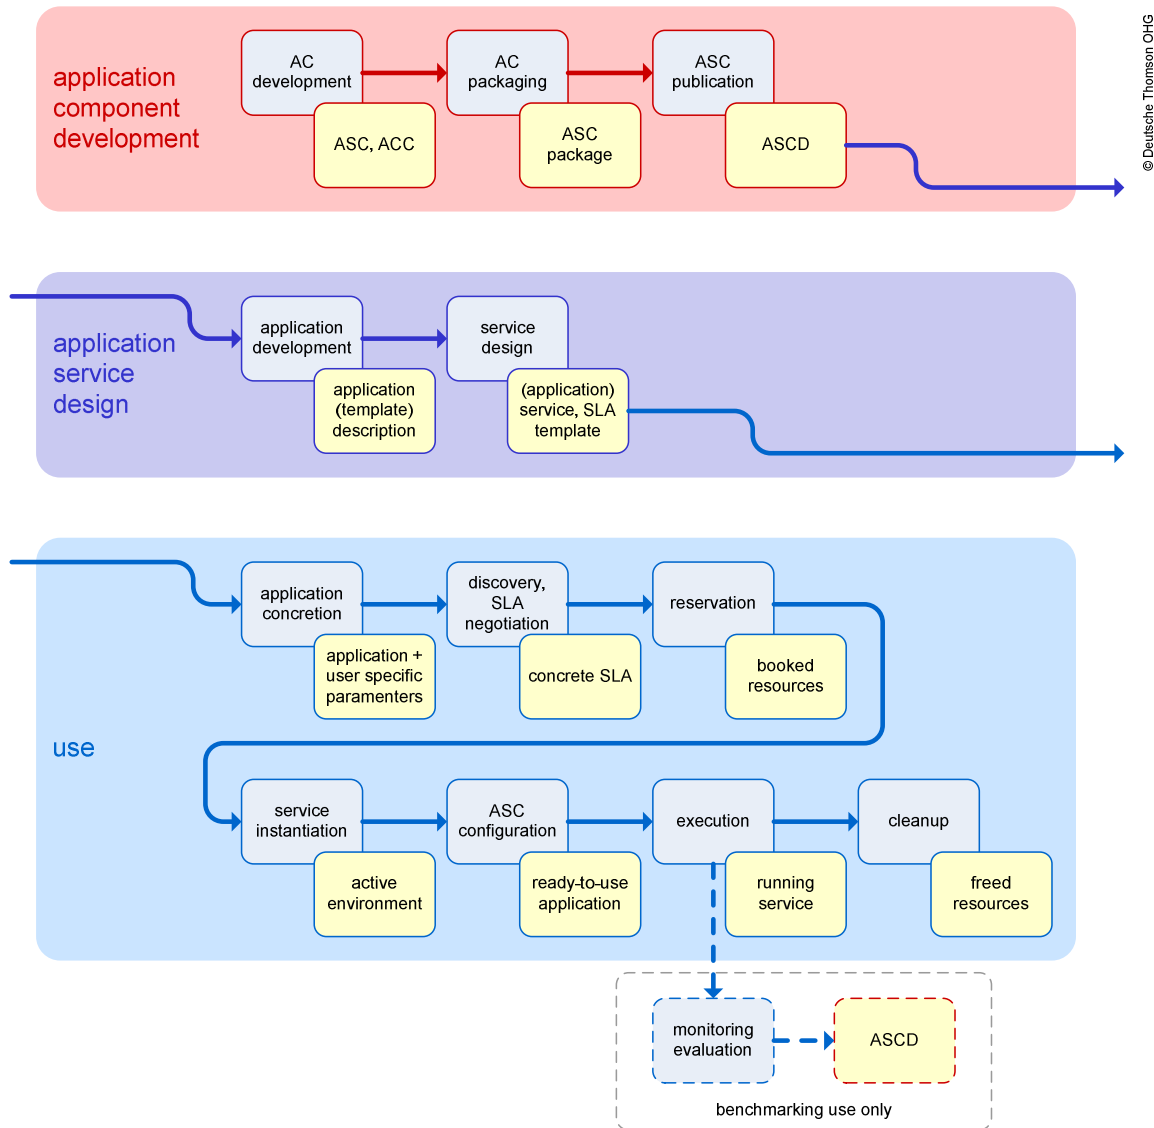 © Deutsche Thomson OHG
application
component
development
AC
development
ASC, ACC
AC
packaging
ASC
package
ASC
publication
ASCD
application
service
design
application
development
application
(template)
description
service
design
(application)
service, SLA
template
use
application
concretion
application +
user specific
paramenters
discovery,
SLA
negotiation
concrete SLA
reservation
booked
resources
service
instantiation
active
environment
ASC
configuration
ready-to-use
application
execution
running
service
cleanup
freed
resources
monitoring
evaluation
ASCD
benchmarking use only